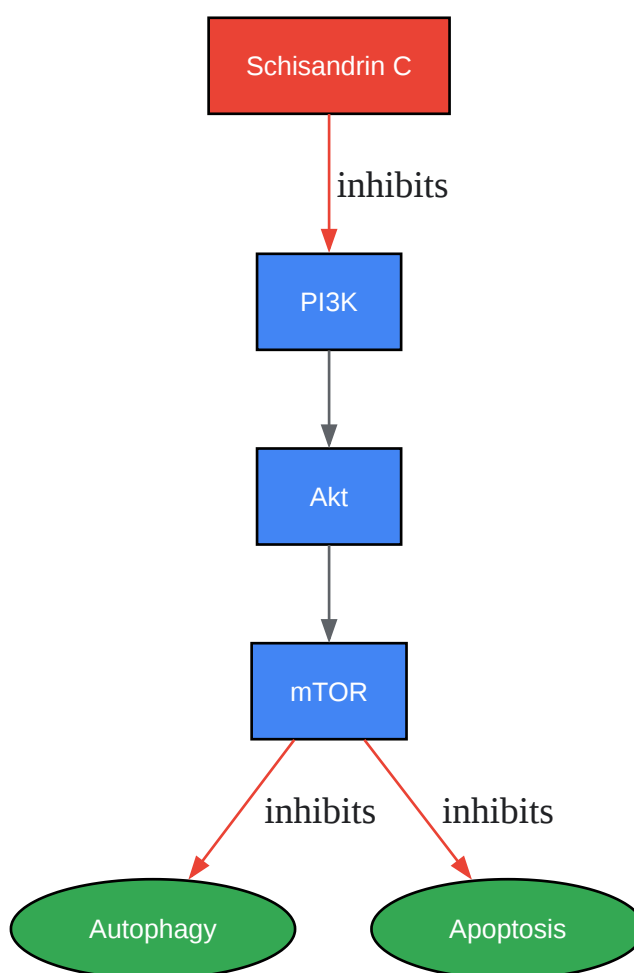 Schisandrin C
inhibits
PI3K
Akt
mTOR
inhibits
inhibits
Autophagy
Apoptosis